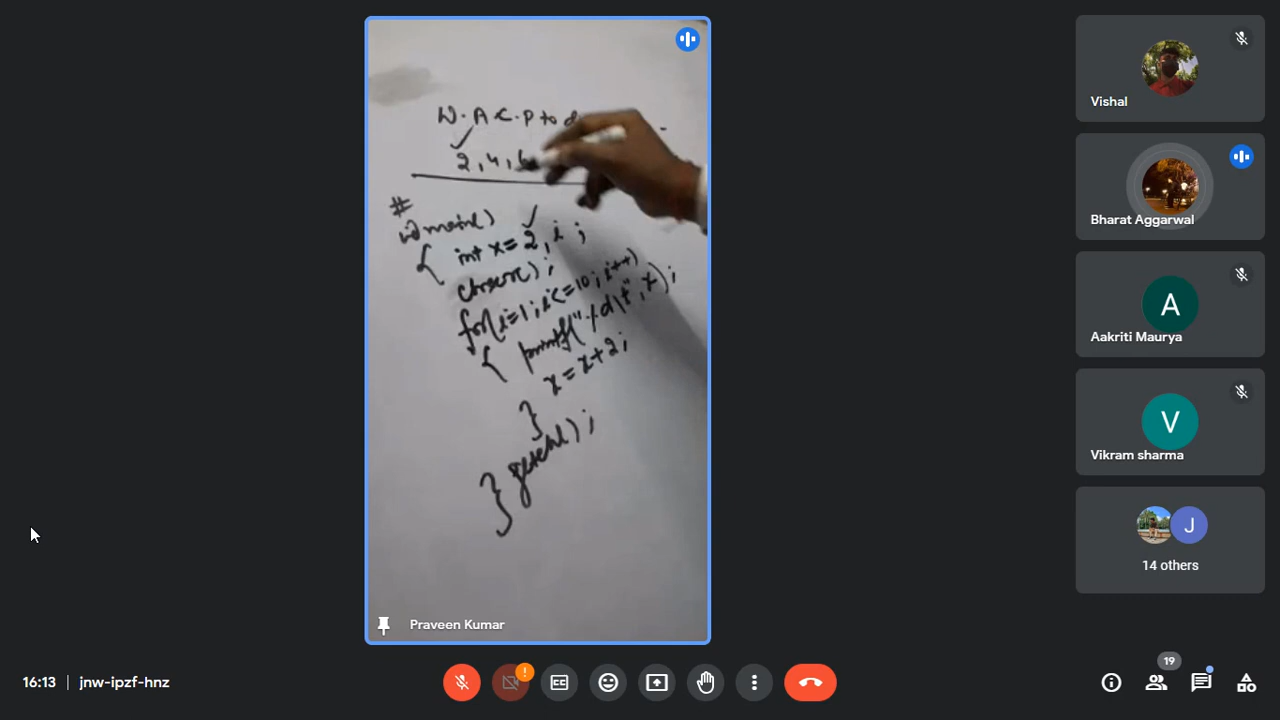 W.A.C.P to d
2, 4, 6
#
void main()
{ int x = 2, i ;
clrscr();
for(i=1; i<=10; i++)
{ printf("%d\t", x);
x = x+2;
}
getch();
}
Praveen Kumar
Vishal
Bharat Aggarwal
A
Aakriti Maurya
V
Vikram sharma
J
14 others
16:13 | jnw-ipzf-hnz
19